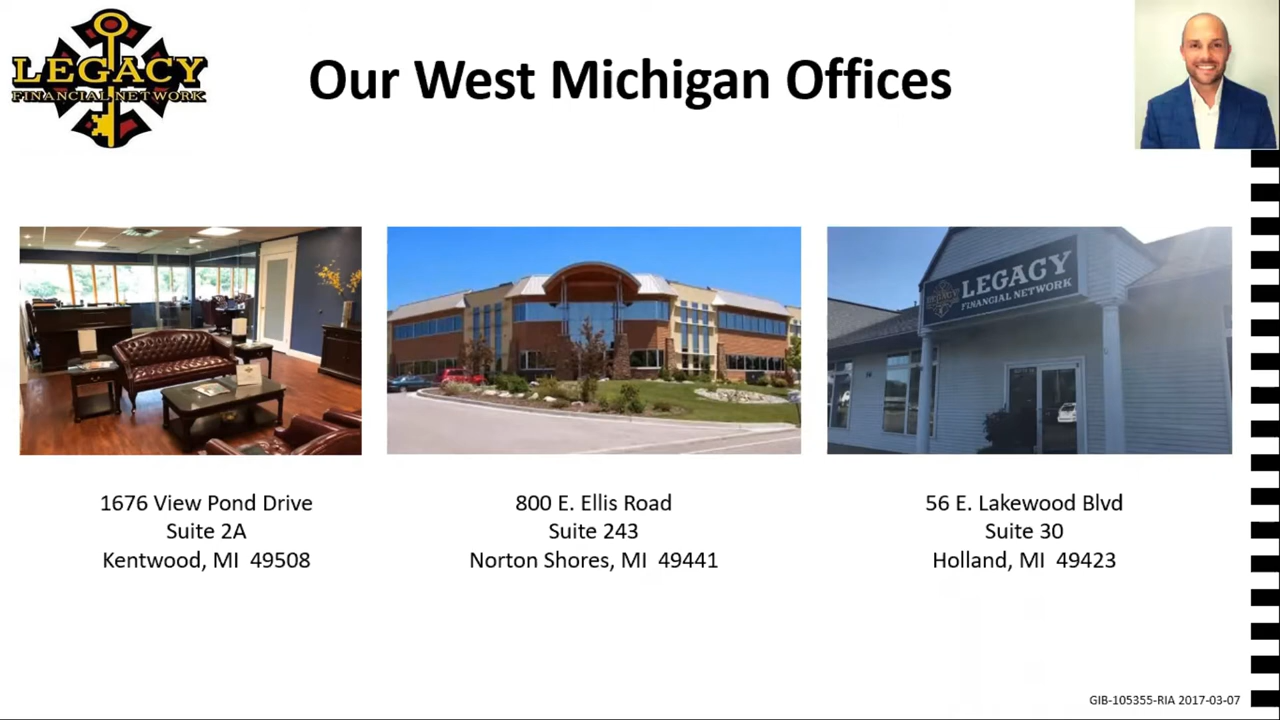 LEGACY
FINANCIAL NETWORK
Our West Michigan Offices
LEGACY
FINANCIAL NETWORK
1676 View Pond Drive
Suite 2A
Kentwood, MI 49508
800 E. Ellis Road
Suite 243
Norton Shores, MI 49441
56 E. Lakewood Blvd
Suite 30
Holland, MI 49423
GIB-105355-RIA 2017-03-07